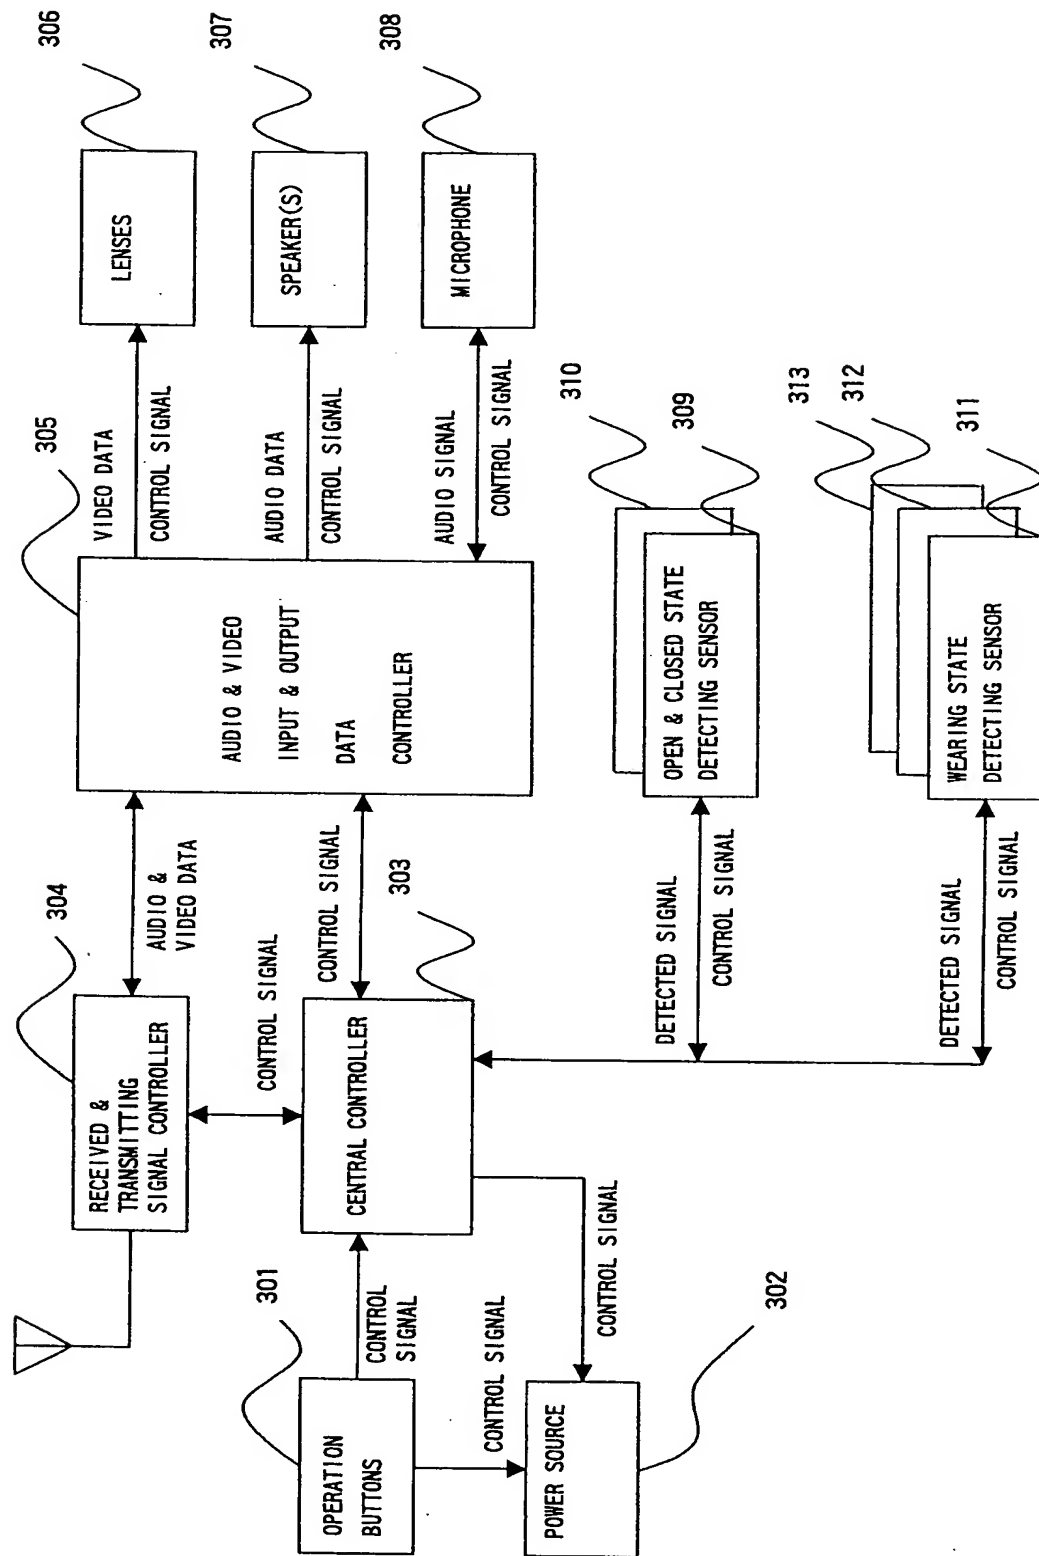 306
LENSES
307
SPEAKER(S)
308
MICROPHONE
305
VIDEO DATA
CONTROL SIGNAL
AUDIO DATA
CONTROL SIGNAL
AUDIO SIGNAL
CONTROL SIGNAL
AUDIO & VIDEO
INPUT & OUTPUT
DATA
CONTROLLER
310
309
OPEN & CLOSED STATE
DETECTING SENSOR
313
312
311
WEARING STATE
DETECTING SENSOR
304
AUDIO &
VIDEO DATA
CONTROL SIGNAL
303
DETECTED SIGNAL
CONTROL SIGNAL
DETECTED SIGNAL
CONTROL SIGNAL
RECEIVED &
TRANSMITTING
SIGNAL CONTROLLER
CONTROL SIGNAL
CENTRAL CONTROLLER
301
CONTROL
SIGNAL
CONTROL SIGNAL
CONTROL SIGNAL
302
OPERATION
BUTTONS
POWER SOURCE